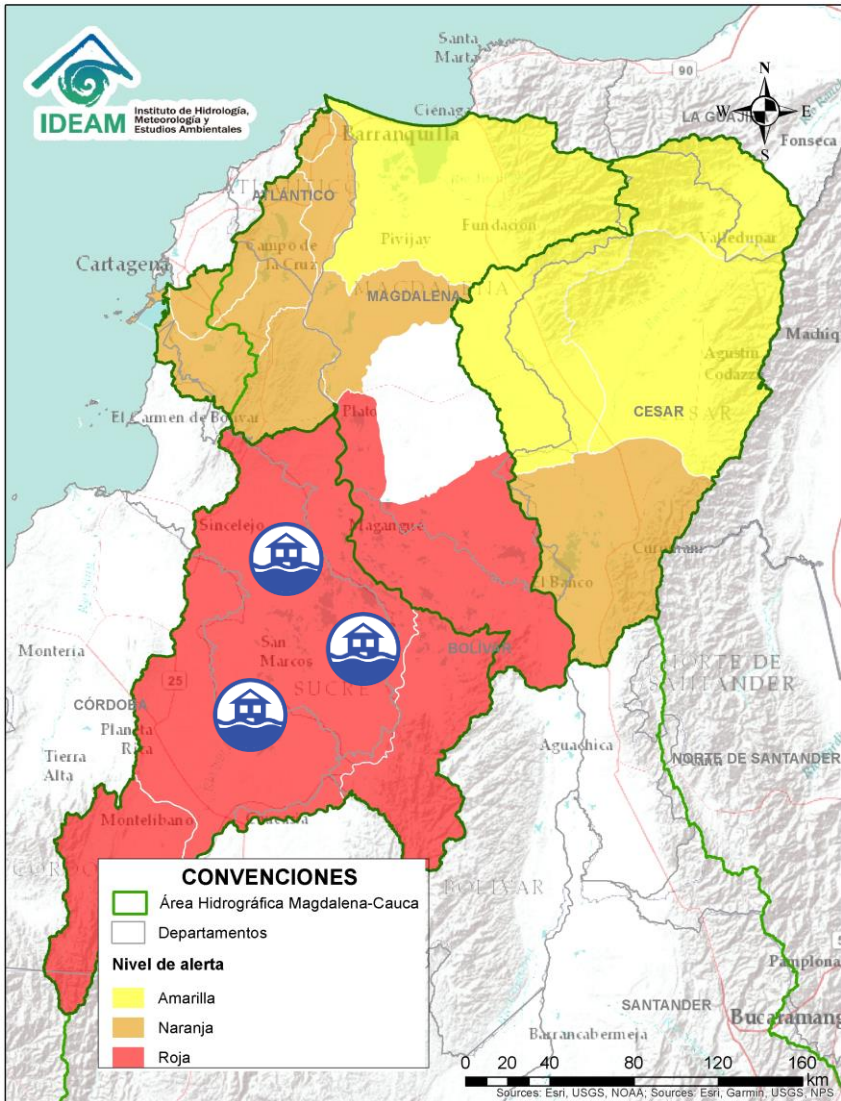 IDEAM
Instituto de Hidrología,
Meteorología y
Estudios Ambientales
Santa
Marta
90
N
W
E
S
Ciénaga
LA GUAJIR
Fonseca
Barranquilla
ATLÁNTICO
Pivijay
Fundación
Valledupar
Campo de
la Cruz
Cartagena
MAGDALENA
Machiq
Agustín
Codazzi
CESAR
El Carmen de Bolívar
Plato
Sincelejo
Magangué
Curumaní
El Banco
Montería
San
Marcos
BOLÍVAR
SUCRE
25
CÓRDOBA
Planeta
Rica
NORTE DE
SANTANDER
Tierra
Alta
Aguachica
NORTE DE SANTANDER
Montelíbano
Caucasia
BOLÍVAR
CONVENCIONES
Área Hidrográfica Magdalena-Cauca
Departamentos
Nivel de alerta
Amarilla
Naranja
Roja
Pamplona
SANTANDER
Bucaramang
Barrancabermeja
0 20 40 80 120 160
km
Sources: Esri, USGS, NOAA; Sources: Esri, Garmin, USGS, NPS